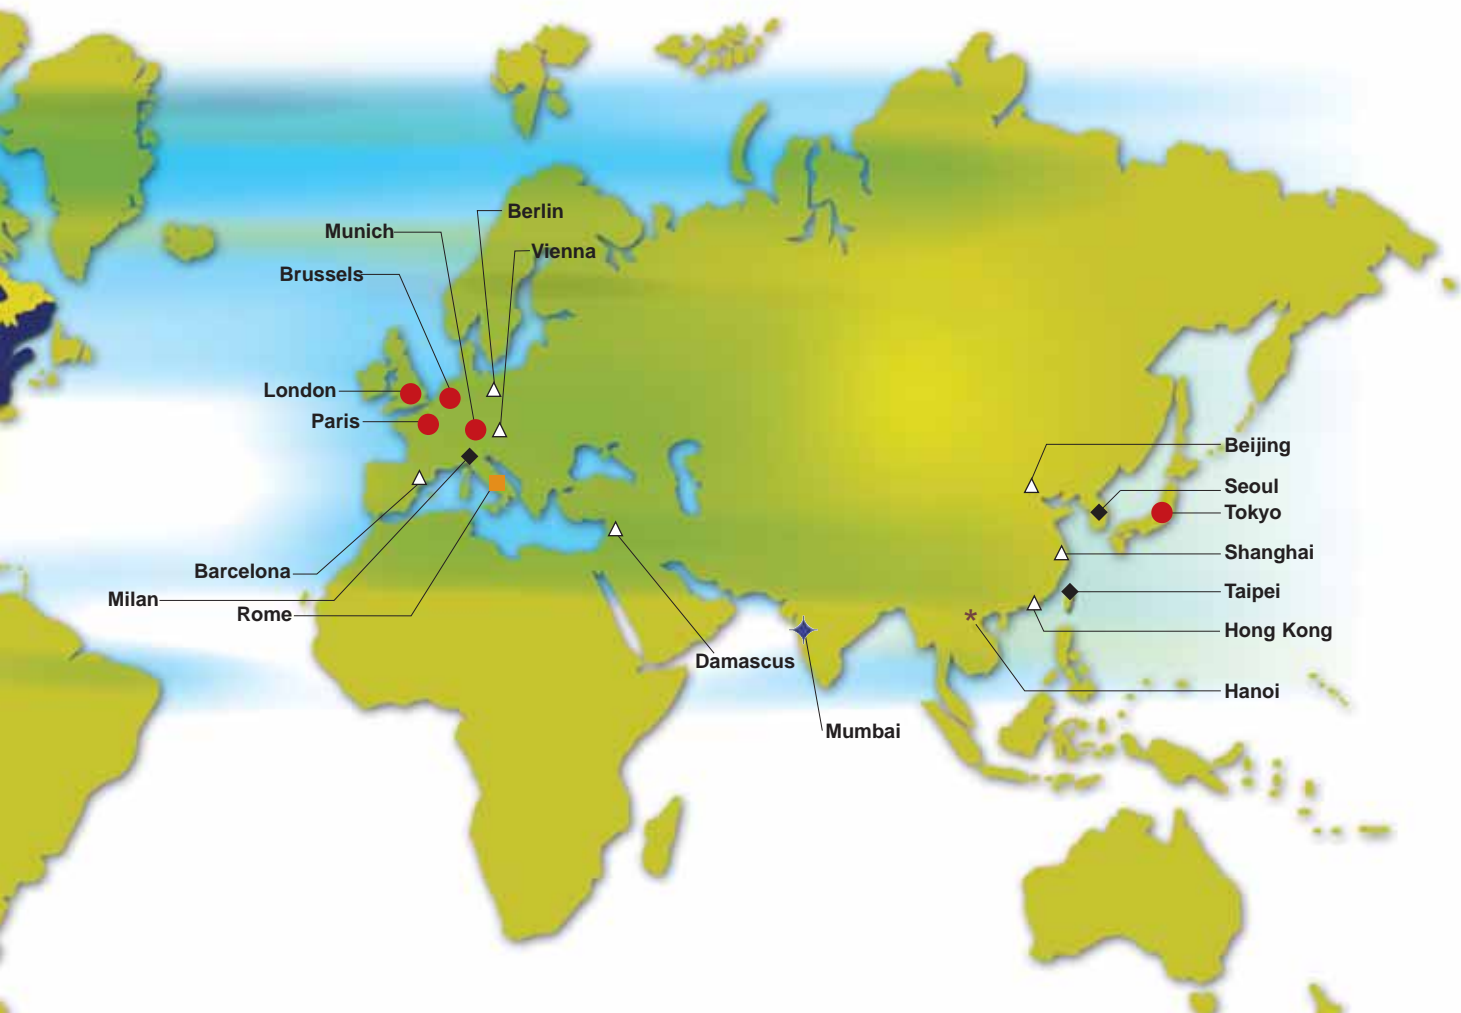 Berlin
Munich
Vienna
Brussels
London
Paris
Beijing
Seoul
Tokyo
Shanghai
Barcelona
Taipei
Milan
Rome
Hong Kong
Damascus
Hanoi
Mumbai